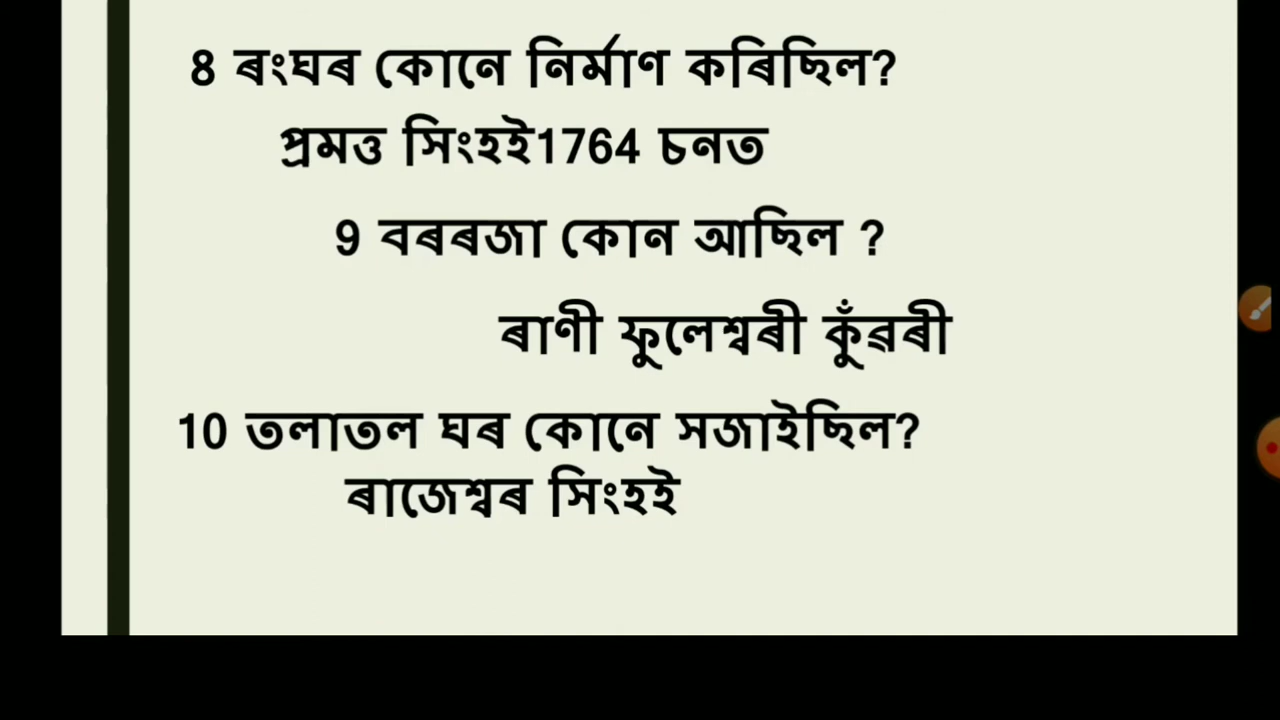 8 ৰংঘৰ কোনে নিৰ্মাণ কৰিছিল?
প্ৰমত্ত সিংহই1764 চনত
9 বৰৰজা কোন আছিল ?
ৰাণী ফুলেশ্বৰী কুঁৱৰী
10 তলাতল ঘৰ কোনে সজাইছিল?
ৰাজেশ্বৰ সিংহই